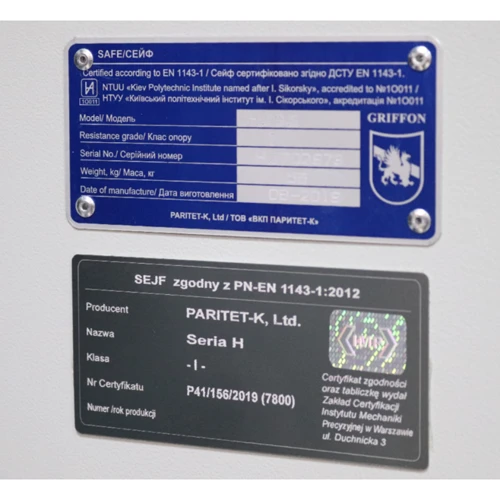 SAFE/СЕЙФ
Certified according to EN 1143-1 / Сейф сертифіковано згідно ДСТУ EN 1143-1.
NTUU «Kiev Polytechnic Institute named after I. Sikorsky», accredited to №1O011 /
НТУУ «Київський політехнічний інститут ім. І. Сікорського», акредитація №1О011
1O011
Model/ Модель
GRIFFON
Resistance grade/ Клас опору
Serial No./ Серійний номер
Weight, kg/ Маса, кг
Date of manufacture/ Дата виготовлення
PARITET-K, Ltd / ТОВ «ВКП ПАРИТЕТ-К»
SEJF zgodny z PN-EN 1143-1:2012
Producent PARITET-K, Ltd.
Nazwa Seria H
Klasa - I -
Nr Certyfikatu P41/156/2019 (7800)
Numer /rok produkcji
Certyfikat zgodności
oraz tabliczkę wydał
Zakład Certyfikacji
Instytutu Mechaniki
Precyzyjnej w Warszawie
ul. Duchnicka 3